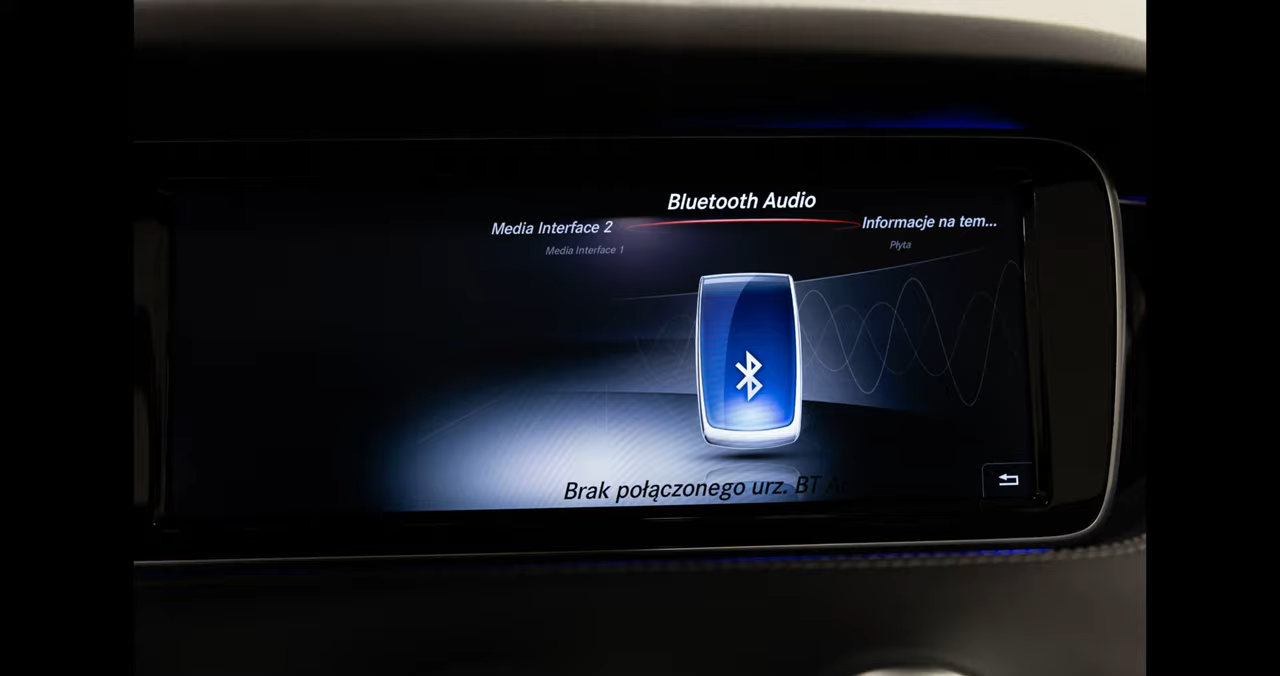 Bluetooth Audio
Media Interface 2
Informacje na tem...
Media Interface 1
Płyta
Brak połączonego urz. BT